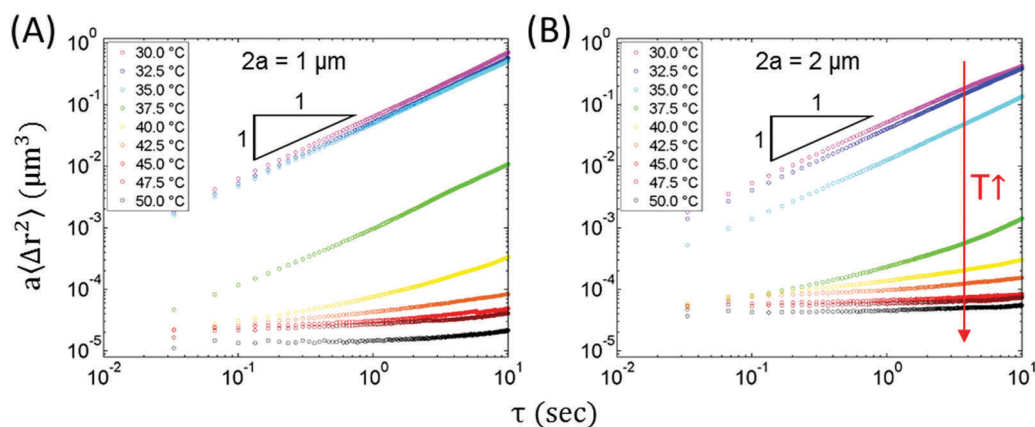 (A)
(B)
a⟨Δr²⟩ (μm³)
10⁰
10⁻¹
10⁻²
10⁻³
10⁻⁴
10⁻⁵
30.0 °C
32.5 °C
35.0 °C
37.5 °C
40.0 °C
42.5 °C
45.0 °C
47.5 °C
50.0 °C
2a = 1 μm
1
1
10⁻²
10⁻¹
10⁰
10¹
10⁰
10⁻¹
10⁻²
10⁻³
10⁻⁴
10⁻⁵
30.0 °C
32.5 °C
35.0 °C
37.5 °C
40.0 °C
42.5 °C
45.0 °C
47.5 °C
50.0 °C
2a = 2 μm
1
1
T↑
10⁻²
10⁻¹
10⁰
10¹
τ (sec)